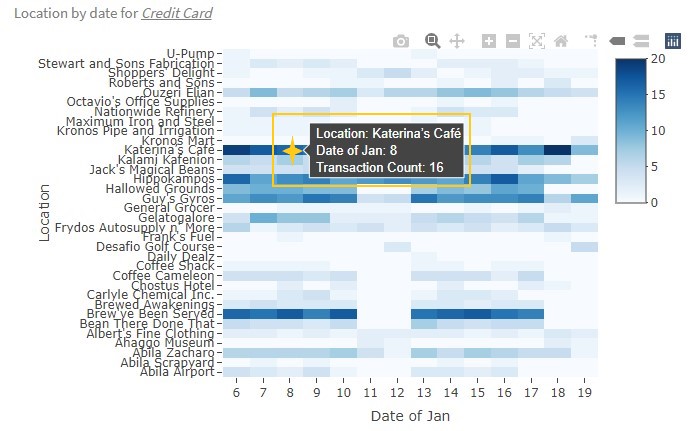 Location by date for Credit Card
U-Pump
Stewart and Sons Fabrication
Shoppers' Delight
Roberts and Sons
Ouzeri Elian
Octavio's Office Supplies
Nationwide Refinery
Maximum Iron and Steel
Kronos Pipe and Irrigation
Kronos Mart
Katerina's Café
Kalami Kafenion
Jack's Magical Beans
Hippokampos
Hallowed Grounds
Guy's Gyros
General Grocer
Gelatogalore
Frydos Autosupply n' More
Frank's Fuel
Desafio Golf Course
Daily Dealz
Coffee Shack
Coffee Cameleon
Chostus Hotel
Carlyle Chemical Inc.
Brewed Awakenings
Brew've Been Served
Bean There Done That
Albert's Fine Clothing
Ahaggo Museum
Abila Zacharo
Abila Scrapyard
Abila Airport
Location
Location: Katerina's Café
Date of Jan: 8
Transaction Count: 16
20
15
10
5
0
6 7 8 9 10 11 12 13 14 15 16 17 18 19
Date of Jan